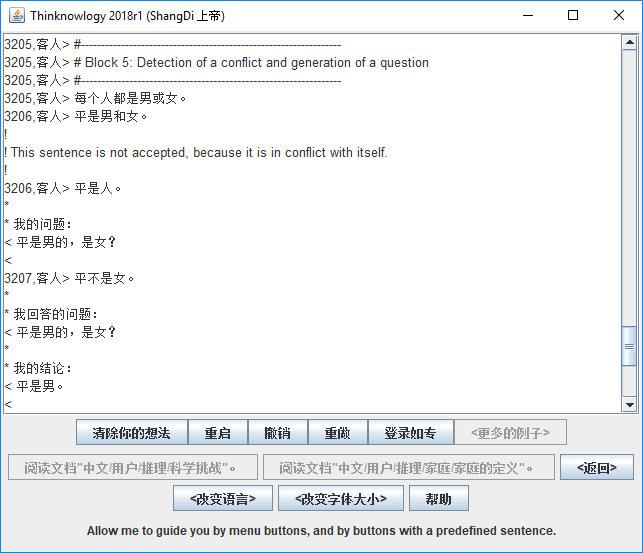 Thinknowlogy 2018r1 (ShangDi 上帝)
3205,客人> #-----------------------------------------------------------------
3205,客人> # Block 5: Detection of a conflict and generation of a question
3205,客人> #-----------------------------------------------------------------
3205,客人> 每个人都是男或女。
3206,客人> 平是男和女。
!
! This sentence is not accepted, because it is in conflict with itself.
!
3206,客人> 平是人。
*
* 我的问题：
< 平是男的，是女？
<
3207,客人> 平不是女。
*
* 我回答的问题：
< 平是男的，是女？
*
* 我的结论：
< 平是男。
<
清除你的想法 重启 撤销 重做 登录如专 <更多的例子>
阅读文档"中文/用户/推理/科学挑战"。 阅读文档"中文/用户/推理/家庭/家庭的定义"。 <返回>
<改变语言> <改变字体大小> 帮助
Allow me to guide you by menu buttons, and by buttons with a predefined sentence.